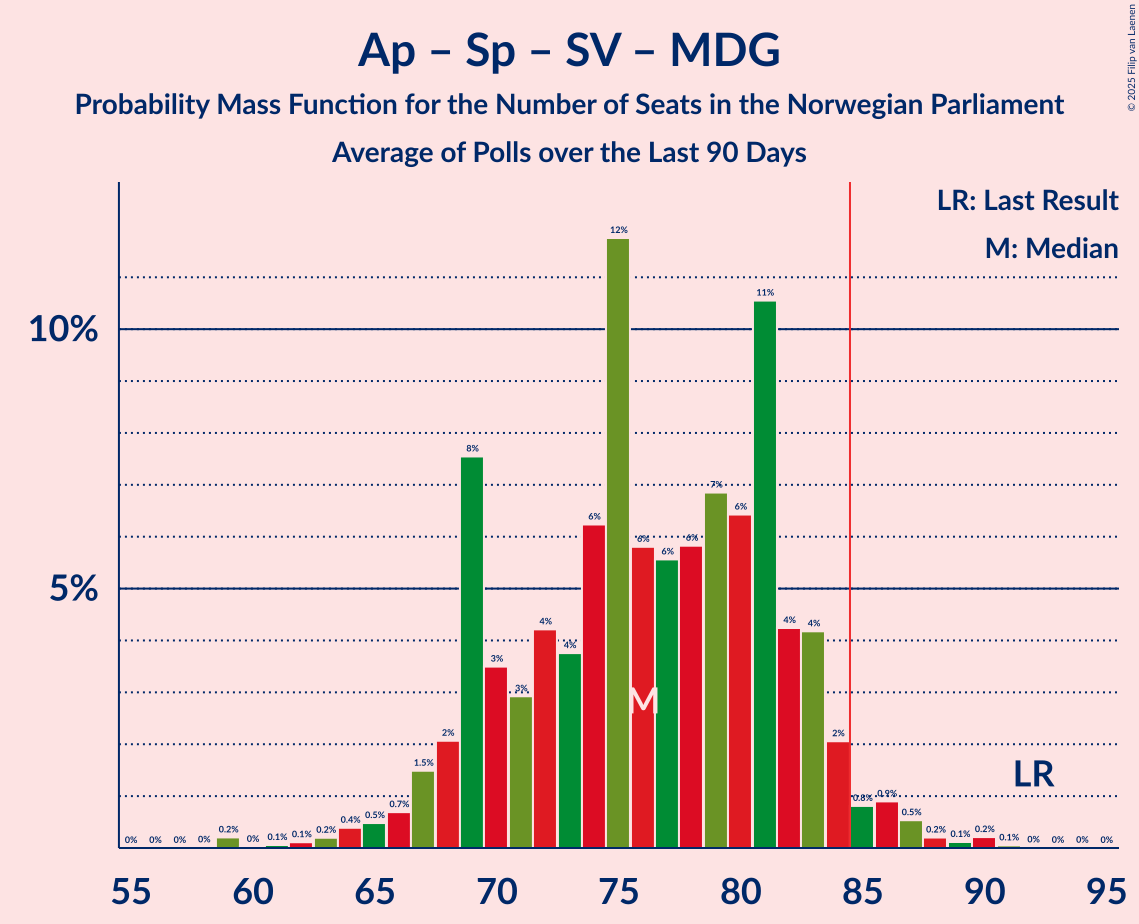 Ap – Sp – SV – MDG
Probability Mass Function for the Number of Seats in the Norwegian Parliament
Average of Polls over the Last 90 Days
© 2025 Filip van Laenen
LR: Last Result
M: Median
10%
5%
0% 0% 0% 0% 0.2% 0% 0.1% 0.1% 0.2% 0.4% 0.5% 0.7% 1.5% 2% 8% 3% 3% 4% 4% 6% 12% 6% 6% 6% 7% 6% 11% 4% 4% 2% 0.8% 0.9% 0.5% 0.2% 0.1% 0.2% 0.1% 0% 0% 0% 0%
M
LR
55 60 65 70 75 80 85 90 95